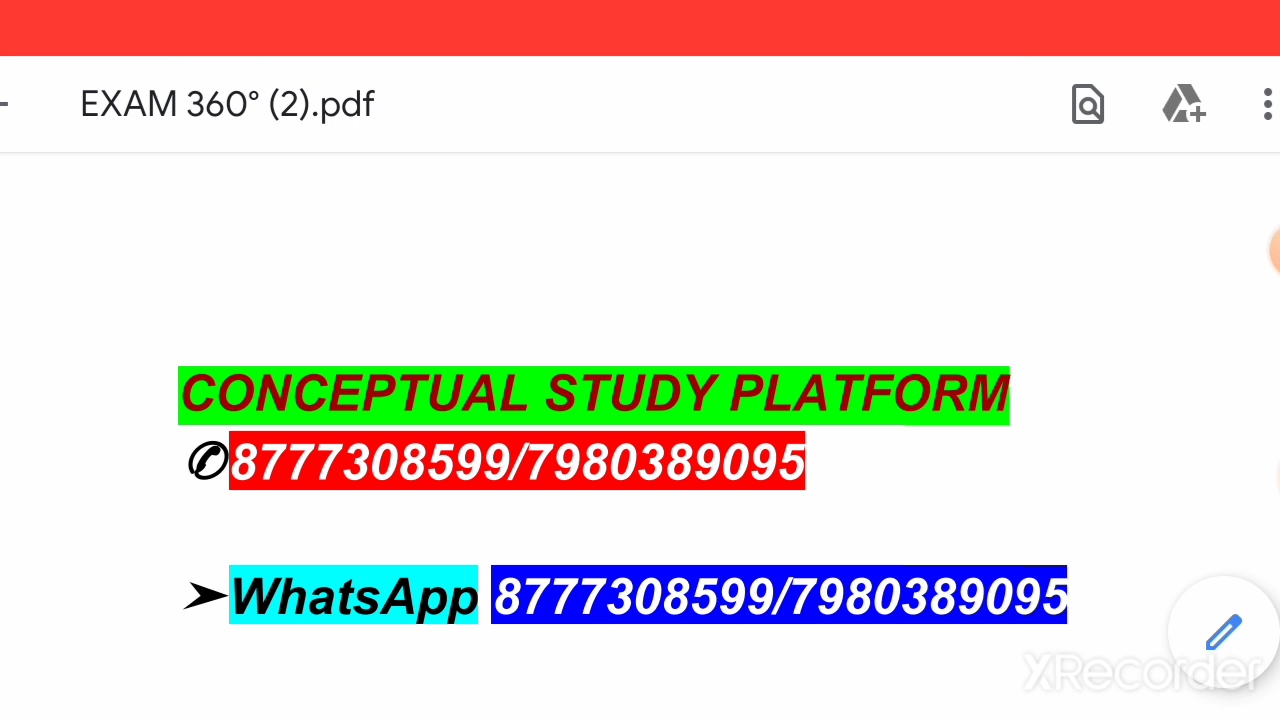 EXAM 360° (2).pdf
CONCEPTUAL STUDY PLATFORM
✆8777308599/7980389095
➤WhatsApp 8777308599/7980389095
XRecorder